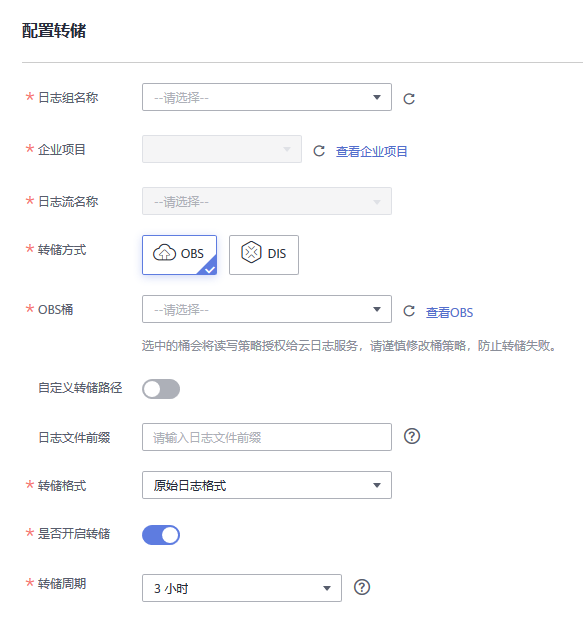 配置转储
* 日志组名称 --请选择--
* 企业项目 查看企业项目
* 日志流名称 --请选择--
* 转储方式 OBS DIS
* OBS桶 --请选择-- 查看OBS
选中的桶会将读写策略授权给云日志服务，请谨慎修改桶策略，防止转储失败。
自定义转储路径
日志文件前缀 请输入日志文件前缀 ?
* 转储格式 原始日志格式
* 是否开启转储
* 转储周期 3 小时 ?